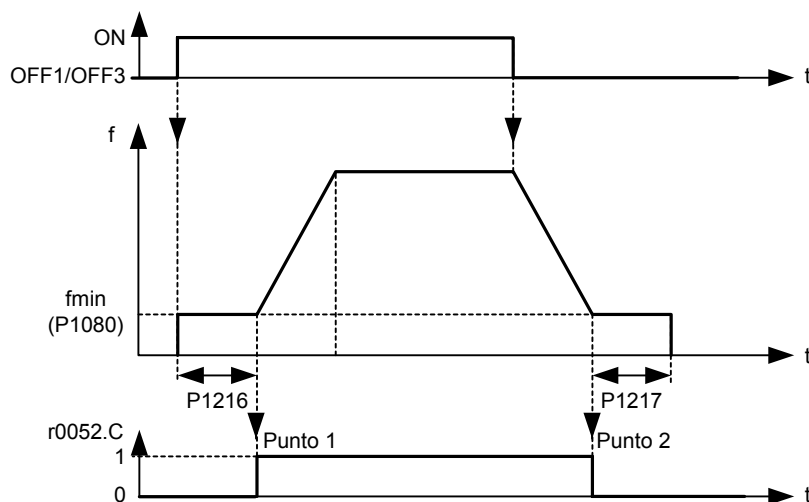 ON
OFF1/OFF3
t
f
fmin
(P1080)
t
P1216
P1217
r0052.C
Punto 1
Punto 2
1
0
t